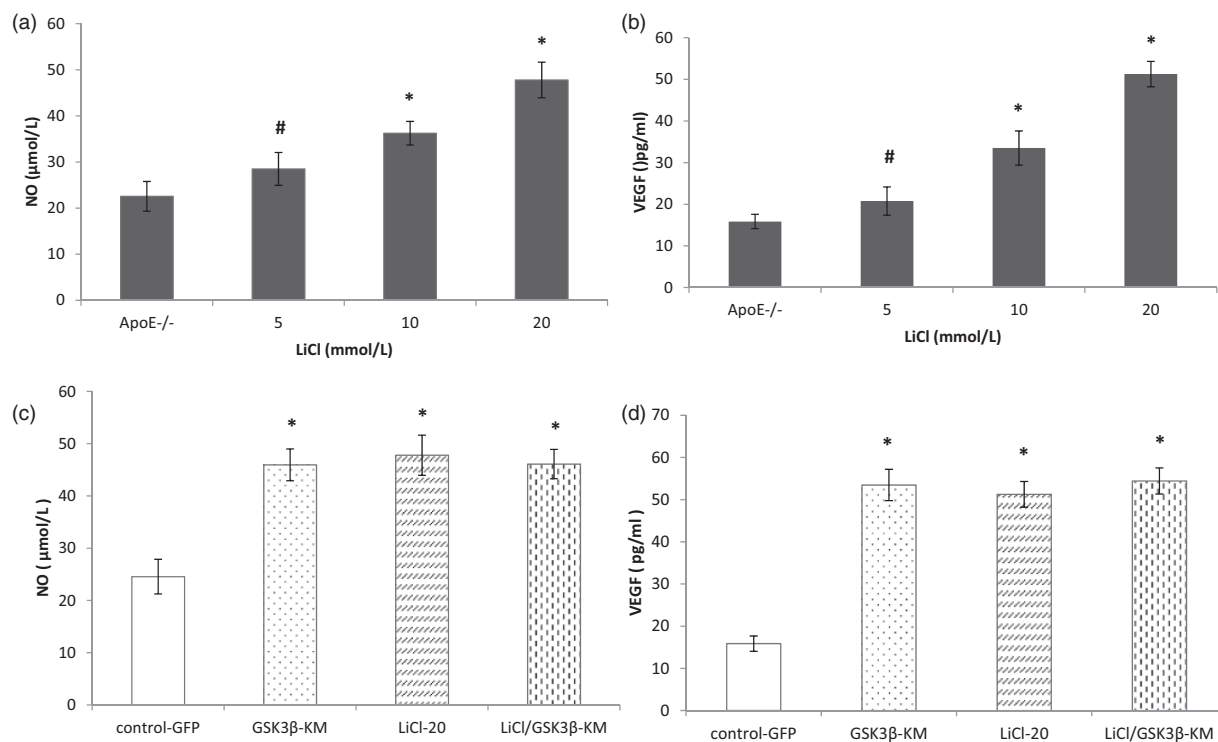 (a)
60
50
40
30
20
10
0
NO (µmol/L)
#
*
*
ApoE-/- 5 10 20
LiCl (mmol/L)
(b)
60
50
40
30
20
10
0
VEGF ()pg/ml)
#
*
*
ApoE-/- 5 10 20
LiCl (mmol/L)
(c)
60
50
40
30
20
10
0
NO ( µmol/L )
* * *
control-GFP GSK3β-KM LiCl-20 LiCl/GSK3β-KM
(d)
70
60
50
40
30
20
10
0
VEGF ( pg/ml )
* * *
control-GFP GSK3β-KM LiCl-20 LiCl/GSK3β-KM